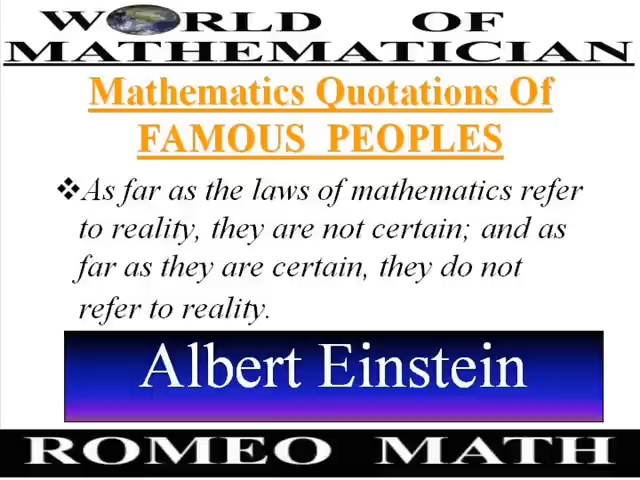 WORLD OF
MATHEMATICIAN
Mathematics Quotations Of
FAMOUS PEOPLES
❖As far as the laws of mathematics refer
to reality, they are not certain; and as
far as they are certain, they do not
refer to reality.
Albert Einstein
ROMEO MATH